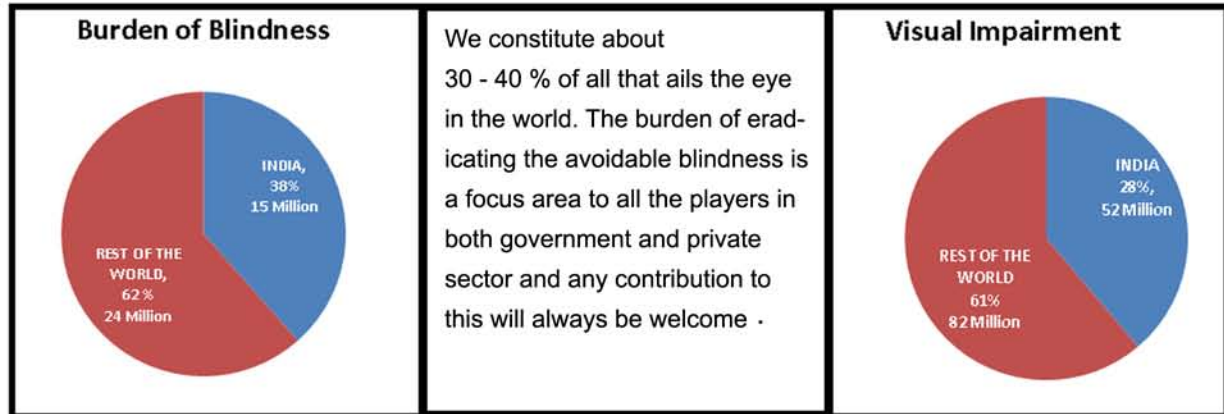 Burden of Blindness
INDIA,
38%
15 Million
REST OF THE
WORLD,
62%
24 Million
We constitute about
30 - 40 % of all that ails the eye
in the world. The burden of erad-
icating the avoidable blindness is
a focus area to all the players in
both government and private
sector and any contribution to
this will always be welcome .
Visual Impairment
INDIA
28%,
52 Million
REST OF THE
WORLD
61%
82 Million